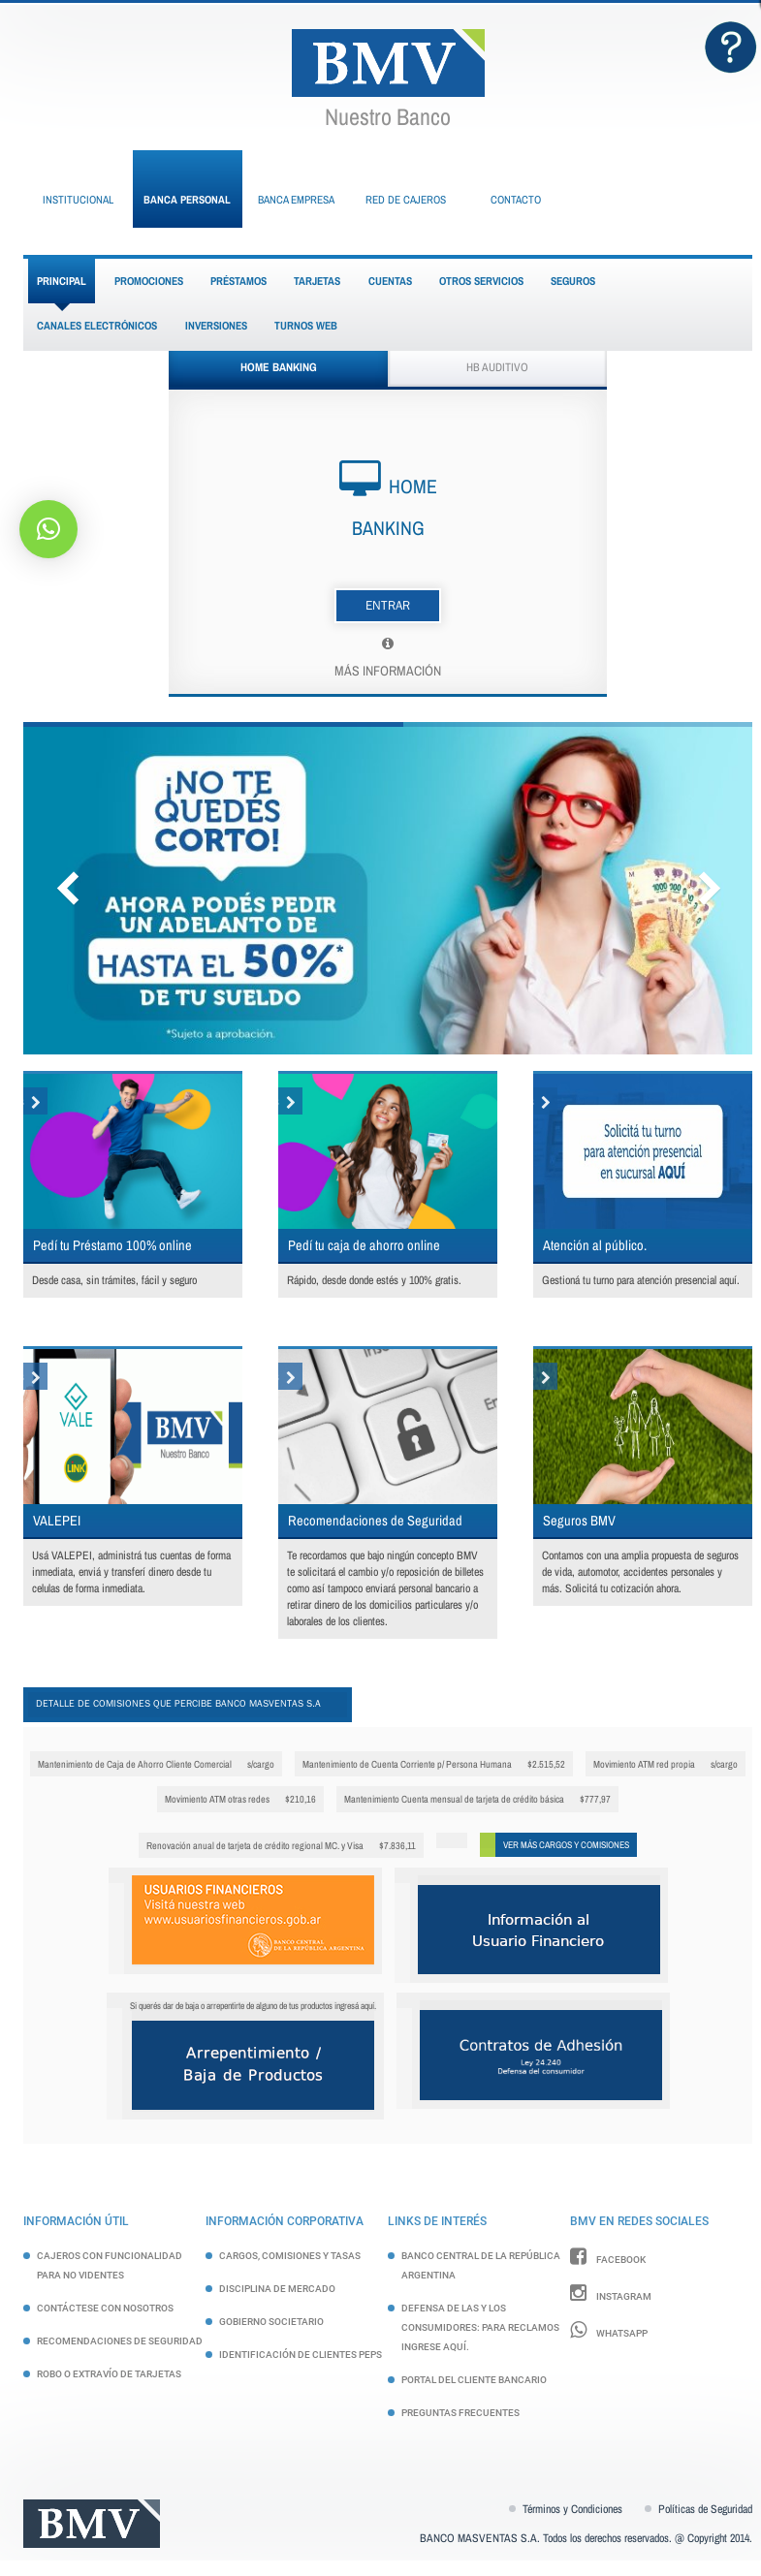 BMV
Nuestro Banco
?
INSTITUCIONAL
BANCA PERSONAL
BANCA EMPRESA
RED DE CAJEROS
CONTACTO
PRINCIPAL
PROMOCIONES
PRÉSTAMOS
TARJETAS
CUENTAS
OTROS SERVICIOS
SEGUROS
CANALES ELECTRÓNICOS
INVERSIONES
TURNOS WEB
HOME BANKING
HB AUDITIVO
HOME
BANKING
ENTRAR
MÁS INFORMACIÓN
¡NO TE
QUEDÉS
CORTO!
AHORA PODÉS PEDIR
UN ADELANTO DE
HASTA EL 50%*
DE TU SUELDO
*Sujeto a aprobación.
Pedí tu Préstamo 100% online
Desde casa, sin trámites, fácil y seguro
Pedí tu caja de ahorro online
Rápido, desde donde estés y 100% gratis.
Solicitá tu turno
para atención presencial
en sucursal AQUÍ
Atención al público.
Gestioná tu turno para atención presencial aquí.
VALE
LINK
BMV
Nuestro Banco
VALEPEI
Usá VALEPEI, administrá tus cuentas de forma
inmediata, enviá y transferí dinero desde tu
celulas de forma inmediata.
Recomendaciones de Seguridad
Te recordamos que bajo ningún concepto BMV
te solicitará el cambio y/o reposición de billetes
como así tampoco enviará personal bancario a
retirar dinero de los domicilios particulares y/o
laborales de los clientes.
Seguros BMV
Contamos con una amplia propuesta de seguros
de vida, automotor, accidentes personales y
más. Solicitá tu cotización ahora.
DETALLE DE COMISIONES QUE PERCIBE BANCO MASVENTAS S.A
Mantenimiento de Caja de Ahorro Cliente Comercial s/cargo
Mantenimiento de Cuenta Corriente p/ Persona Humana $2.515,52
Movimiento ATM red propia s/cargo
Movimiento ATM otras redes $210,16
Mantenimiento Cuenta mensual de tarjeta de crédito básica $777,97
Renovación anual de tarjeta de crédito regional MC. y Visa $7.836,11
VER MÁS CARGOS Y COMISIONES
USUARIOS FINANCIEROS
Visitá nuestra web
www.usuariosfinancieros.gob.ar
BANCO CENTRAL
DE LA REPÚBLICA ARGENTINA
Información al
Usuario Financiero
Si querés dar de baja o arrepentirte de alguno de tus productos ingresá aquí.
Arrepentimiento /
Baja de Productos
Contratos de Adhesión
Ley 24.240
Defensa del consumidor
INFORMACIÓN ÚTIL
CAJEROS CON FUNCIONALIDAD
PARA NO VIDENTES
CONTÁCTESE CON NOSOTROS
RECOMENDACIONES DE SEGURIDAD
ROBO O EXTRAVÍO DE TARJETAS
INFORMACIÓN CORPORATIVA
CARGOS, COMISIONES Y TASAS
DISCIPLINA DE MERCADO
GOBIERNO SOCIETARIO
IDENTIFICACIÓN DE CLIENTES PEPS
LINKS DE INTERÉS
BANCO CENTRAL DE LA REPÚBLICA
ARGENTINA
DEFENSA DE LAS Y LOS
CONSUMIDORES: PARA RECLAMOS
INGRESE AQUÍ.
PORTAL DEL CLIENTE BANCARIO
PREGUNTAS FRECUENTES
BMV EN REDES SOCIALES
FACEBOOK
INSTAGRAM
WHATSAPP
BMV
Términos y Condiciones
Políticas de Seguridad
BANCO MASVENTAS S.A. Todos los derechos reservados. @ Copyright 2014.